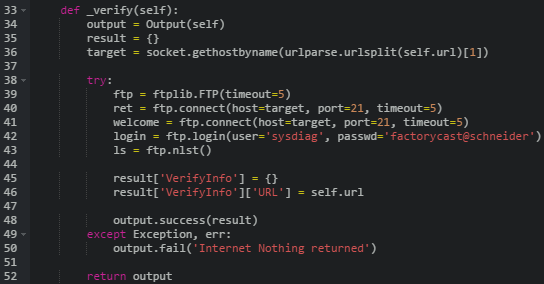 33 def _verify(self):
34 output = Output(self)
35 result = {}
36 target = socket.gethostbyname(urlparse.urlsplit(self.url)[1])
37
38 try:
39 ftp = ftplib.FTP(timeout=5)
40 ret = ftp.connect(host=target, port=21, timeout=5)
41 welcome = ftp.connect(host=target, port=21, timeout=5)
42 login = ftp.login(user='sysdiag', passwd='factorycast@schneider')
43 ls = ftp.nlst()
44
45 result['VerifyInfo'] = {}
46 result['VerifyInfo']['URL'] = self.url
47
48 output.success(result)
49 except Exception, err:
50 output.fail('Internet Nothing returned')
51
52 return output